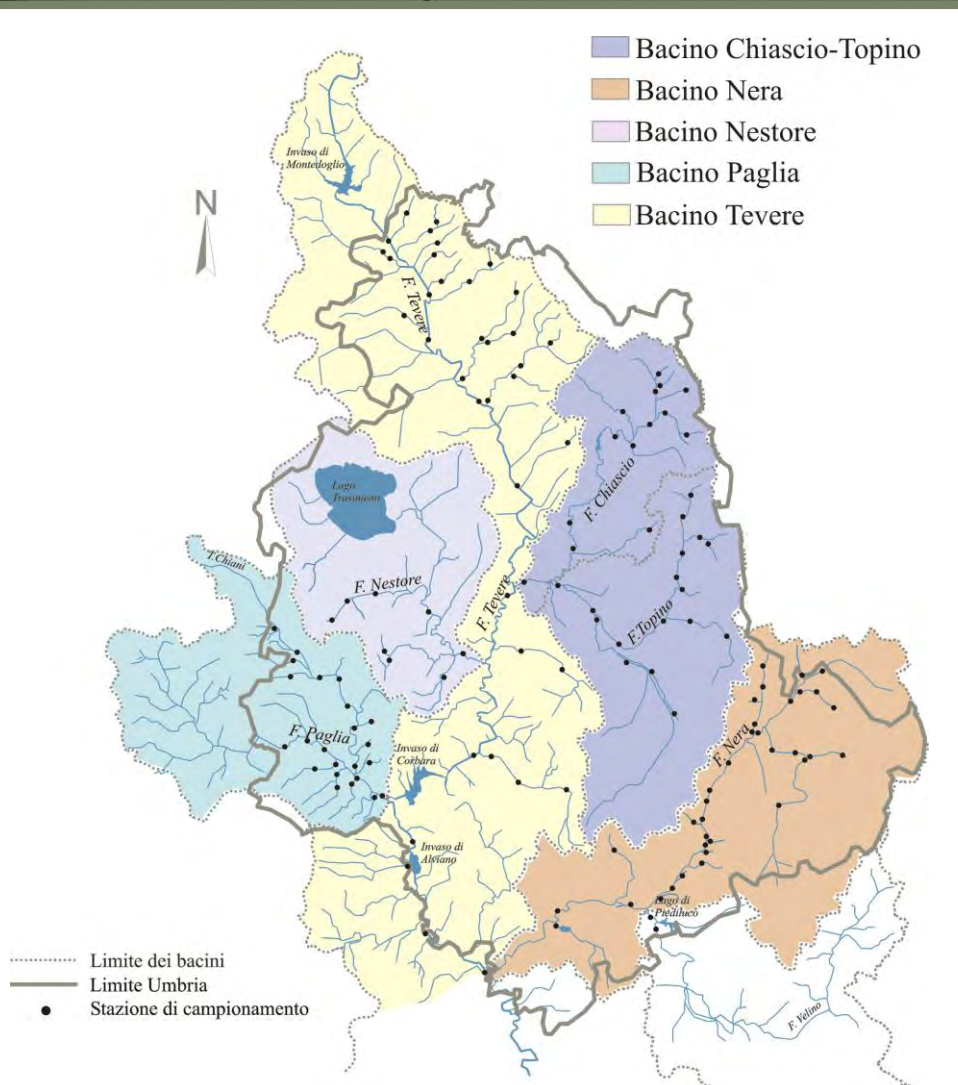 Bacino Chiascio-Topino
Bacino Nera
Bacino Nestore
Bacino Paglia
Bacino Tevere
N
Invaso di
Montedoglio
F. Tevere
F. Chiascio
Lago
Trasimeno
T. Chiani
F. Nestore
F. Tevere
F. Topino
F. Paglia
F. Nera
Invaso di
Corbara
Invaso di
Alviano
Lago di
Piediluco
F. Velino
Limite dei bacini
Limite Umbria
Stazione di campionamento